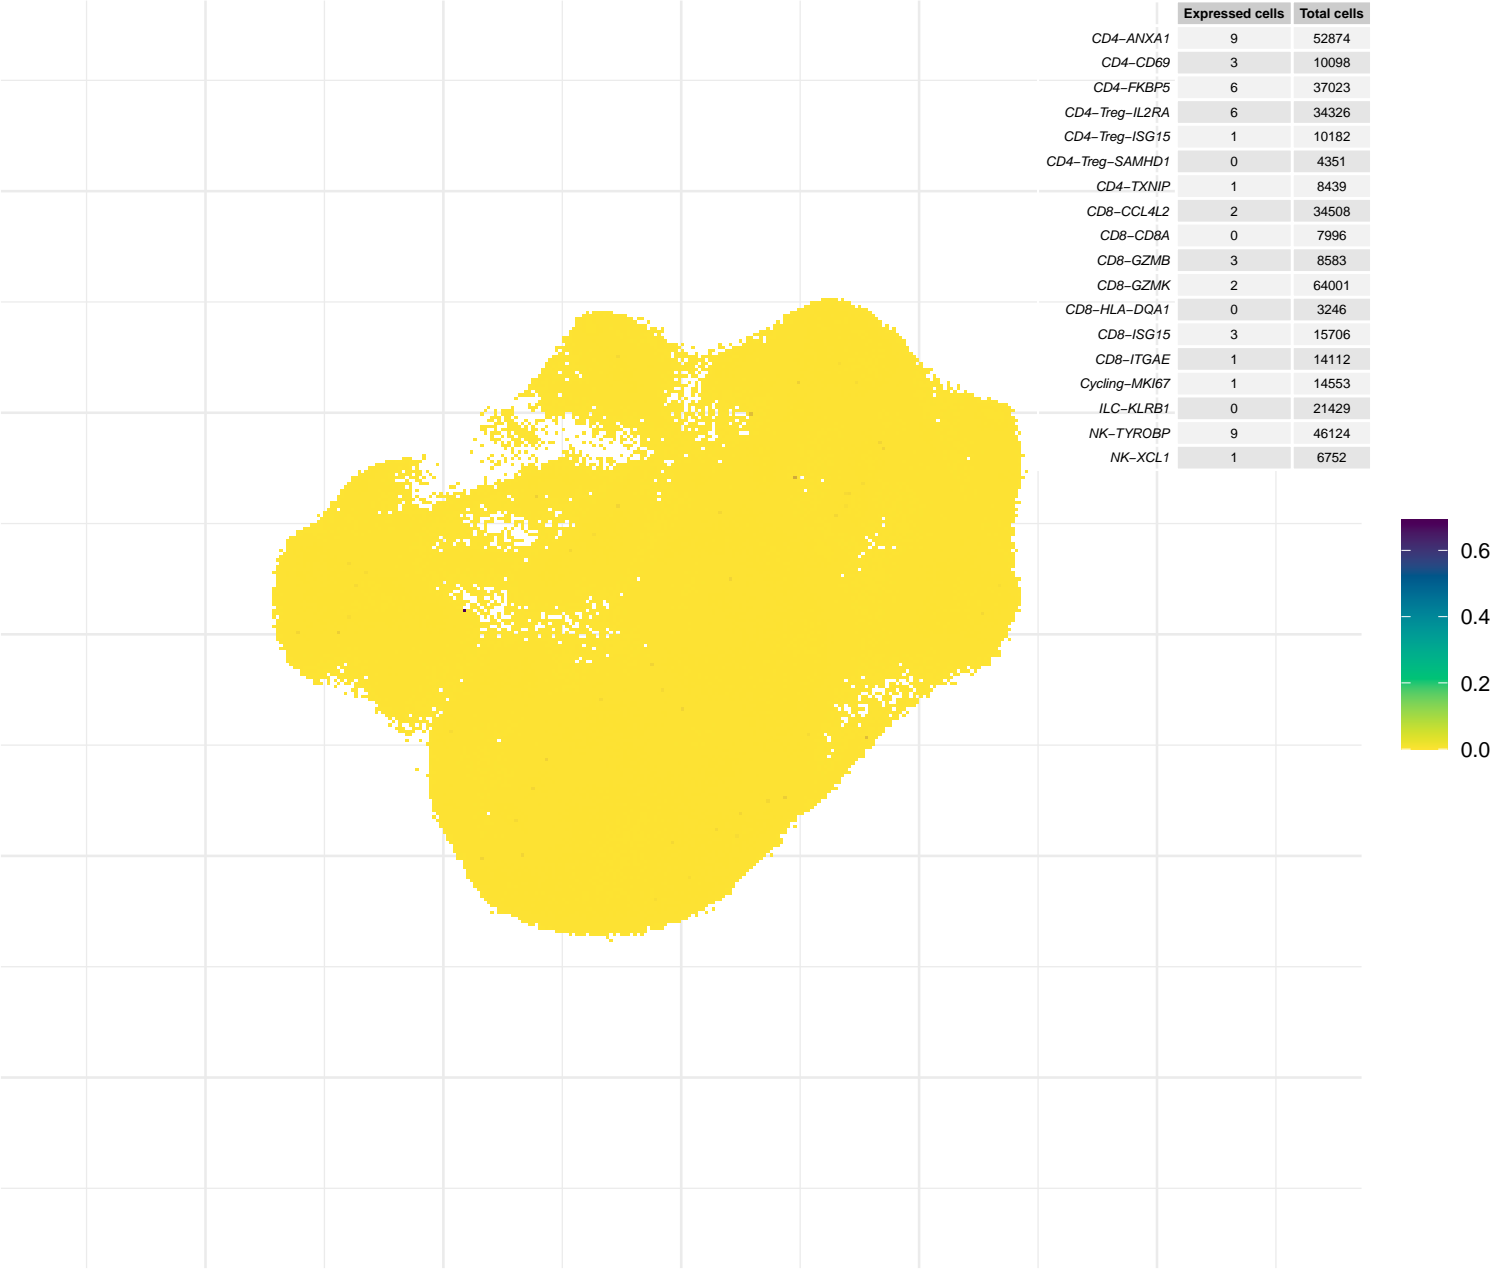 Expressed cells Total cells
CD4−ANXA1 9 52874
CD4−CD69 3 10098
CD4−FKBP5 6 37023
CD4−Treg−IL2RA 6 34326
CD4−Treg−ISG15 1 10182
CD4−Treg−SAMHD1 0 4351
CD4−TXNIP 1 8439
CD8−CCL4L2 2 34508
CD8−CD8A 0 7996
CD8−GZMB 3 8583
CD8−GZMK 2 64001
CD8−HLA−DQA1 0 3246
CD8−ISG15 3 15706
CD8−ITGAE 1 14112
Cycling−MKI67 1 14553
ILC−KLRB1 0 21429
NK−TYROBP 9 46124
NK−XCL1 1 6752
0.6
0.4
0.2
0.0